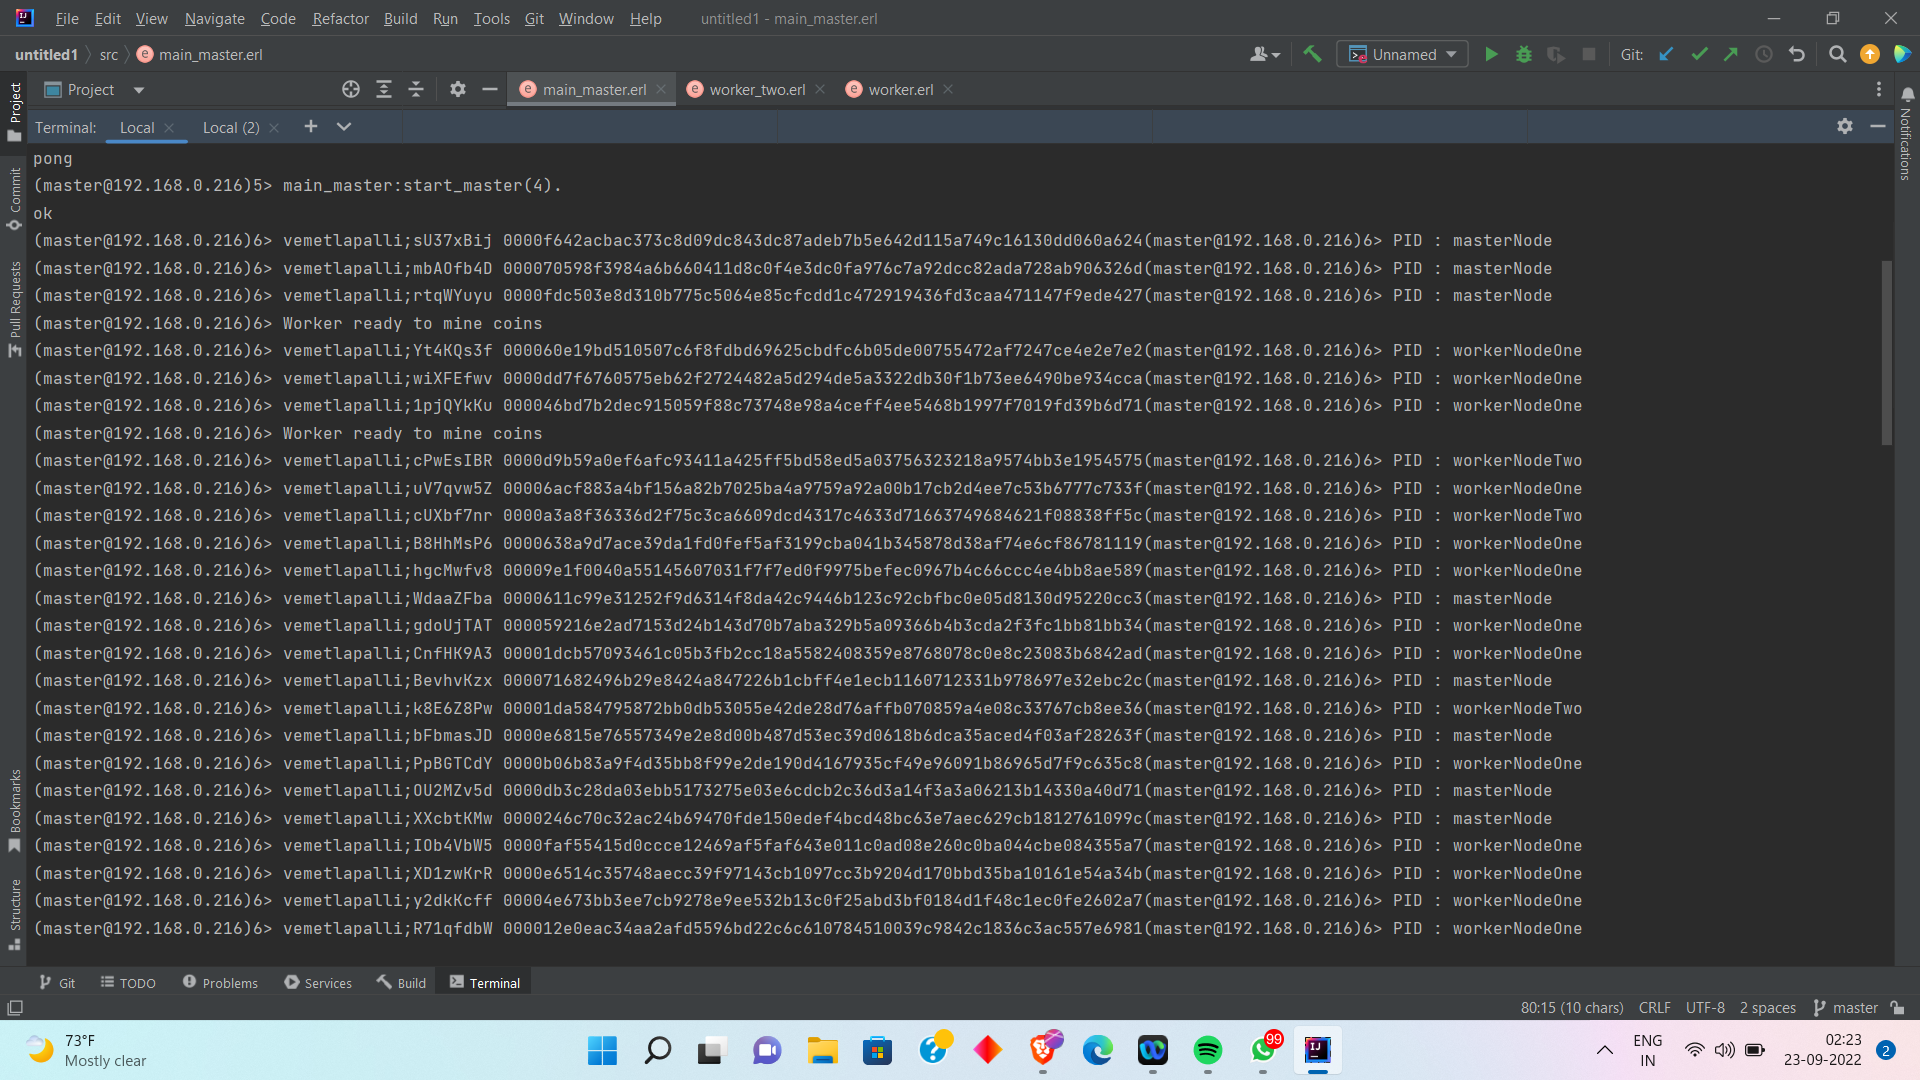 File Edit View Navigate Code Refactor Build Run Tools Git Window Help untitled1 - main_master.erl
untitled1 src main_master.erl Unnamed Git:
Project main_master.erl worker_two.erl worker.erl
Terminal: Local Local (2)
pong
(master@192.168.0.216)5> main_master:start_master(4).
ok
(master@192.168.0.216)6> vemetlapalli;sU37xBij 0000f642acbac373c8d09dc843dc87adeb7b5e642d115a749c16130dd060a624(master@192.168.0.216)6> PID : masterNode
(master@192.168.0.216)6> vemetlapalli;mbAOfb4D 000070598f3984a6b660411d8c0f4e3dc0fa976c7a92dcc82ada728ab906326d(master@192.168.0.216)6> PID : masterNode
(master@192.168.0.216)6> vemetlapalli;rtqWYuyu 0000fdc503e8d310b775c5064e85cfcdd1c472919436fd3caa471147f9ede427(master@192.168.0.216)6> PID : masterNode
(master@192.168.0.216)6> Worker ready to mine coins
(master@192.168.0.216)6> vemetlapalli;Yt4KQs3f 000060e19bd510507c6f8fdbd69625cbdfc6b05de00755472af7247ce4e2e7e2(master@192.168.0.216)6> PID : workerNodeOne
(master@192.168.0.216)6> vemetlapalli;wiXFEfwv 0000dd7f6760575eb62f2724482a5d294de5a3322db30f1b73ee6490be934cca(master@192.168.0.216)6> PID : workerNodeOne
(master@192.168.0.216)6> vemetlapalli;1pjQYkKu 000046bd7b2dec915059f88c73748e98a4ceff4ee5468b1997f7019fd39b6d71(master@192.168.0.216)6> PID : workerNodeOne
(master@192.168.0.216)6> Worker ready to mine coins
(master@192.168.0.216)6> vemetlapalli;cPwEsIBR 0000d9b59a0ef6afc93411a425ff5bd58ed5a03756323218a9574bb3e1954575(master@192.168.0.216)6> PID : workerNodeTwo
(master@192.168.0.216)6> vemetlapalli;uV7qvw5Z 00006acf883a4bf156a82b7025ba4a9759a92a00b17cb2d4ee7c53b6777c733f(master@192.168.0.216)6> PID : workerNodeOne
(master@192.168.0.216)6> vemetlapalli;cUXbf7nr 0000a3a8f36336d2f75c3ca6609dcd4317c4633d71663749684621f08838ff5c(master@192.168.0.216)6> PID : workerNodeTwo
(master@192.168.0.216)6> vemetlapalli;B8HhMsP6 0000638a9d7ace39da1fd0fef5af3199cba041b345878d38af74e6cf86781119(master@192.168.0.216)6> PID : workerNodeOne
(master@192.168.0.216)6> vemetlapalli;hgcMwfv8 00009e1f0040a55145607031f7f7ed0f9975befec0967b4c66ccc4e4bb8ae589(master@192.168.0.216)6> PID : workerNodeOne
(master@192.168.0.216)6> vemetlapalli;WdaaZFba 0000611c99e31252f9d6314f8da42c9446b123c92cbfbc0e05d8130d95220cc3(master@192.168.0.216)6> PID : masterNode
(master@192.168.0.216)6> vemetlapalli;gdoUjTAT 000059216e2ad7153d24b143d70b7aba329b5a09366b4b3cda2f3fc1bb81bb34(master@192.168.0.216)6> PID : workerNodeOne
(master@192.168.0.216)6> vemetlapalli;CnfHK9A3 00001dcb57093461c05b3fb2cc18a5582408359e8768078c0e8c23083b6842ad(master@192.168.0.216)6> PID : workerNodeOne
(master@192.168.0.216)6> vemetlapalli;BevhvKzx 000071682496b29e8424a847226b1cbff4e1ecb1160712331b978697e32ebc2c(master@192.168.0.216)6> PID : masterNode
(master@192.168.0.216)6> vemetlapalli;k8E6Z8Pw 00001da584795872bb0db53055e42de28d76affb070859a4e08c33767cb8ee36(master@192.168.0.216)6> PID : workerNodeTwo
(master@192.168.0.216)6> vemetlapalli;bFbmasJD 0000e6815e76557349e2e8d00b487d53ec39d0618b6dca35aced4f03af28263f(master@192.168.0.216)6> PID : masterNode
(master@192.168.0.216)6> vemetlapalli;PpBGTCdY 0000b06b83a9f4d35bb8f99e2de190d4167935cf49e96091b86965d7f9c635c8(master@192.168.0.216)6> PID : workerNodeOne
(master@192.168.0.216)6> vemetlapalli;OU2MZv5d 0000db3c28da03ebb5173275e03e6cdcb2c36d3a14f3a3a06213b14330a40d71(master@192.168.0.216)6> PID : masterNode
(master@192.168.0.216)6> vemetlapalli;XXcbtKMw 0000246c70c32ac24b69470fde150edef4bcd48bc63e7aec629cb1812761099c(master@192.168.0.216)6> PID : masterNode
(master@192.168.0.216)6> vemetlapalli;IOb4VbW5 0000faf55415d0ccce12469af5faf643e011c0ad08e260c0ba044cbe084355a7(master@192.168.0.216)6> PID : workerNodeOne
(master@192.168.0.216)6> vemetlapalli;XD1zwKrR 0000e6514c35748aecc39f97143cb1097cc3b9204d170bbd35ba10161e54a34b(master@192.168.0.216)6> PID : workerNodeOne
(master@192.168.0.216)6> vemetlapalli;y2dkKcff 00004e673bb3ee7cb9278e9ee532b13c0f25abd3bf0184d1f48c1ec0fe2602a7(master@192.168.0.216)6> PID : workerNodeOne
(master@192.168.0.216)6> vemetlapalli;R71qfdbW 000012e0eac34aa2afd5596bd22c6c610784510039c9842c1836c3ac557e6981(master@192.168.0.216)6> PID : workerNodeOne
Project
Commit
Pull Requests
Bookmarks
Structure
Notifications
Git TODO Problems Services Build Terminal
80:15 (10 chars) CRLF UTF-8 2 spaces master
73°F
Mostly clear
99
ENG
IN
02:23
23-09-2022
2